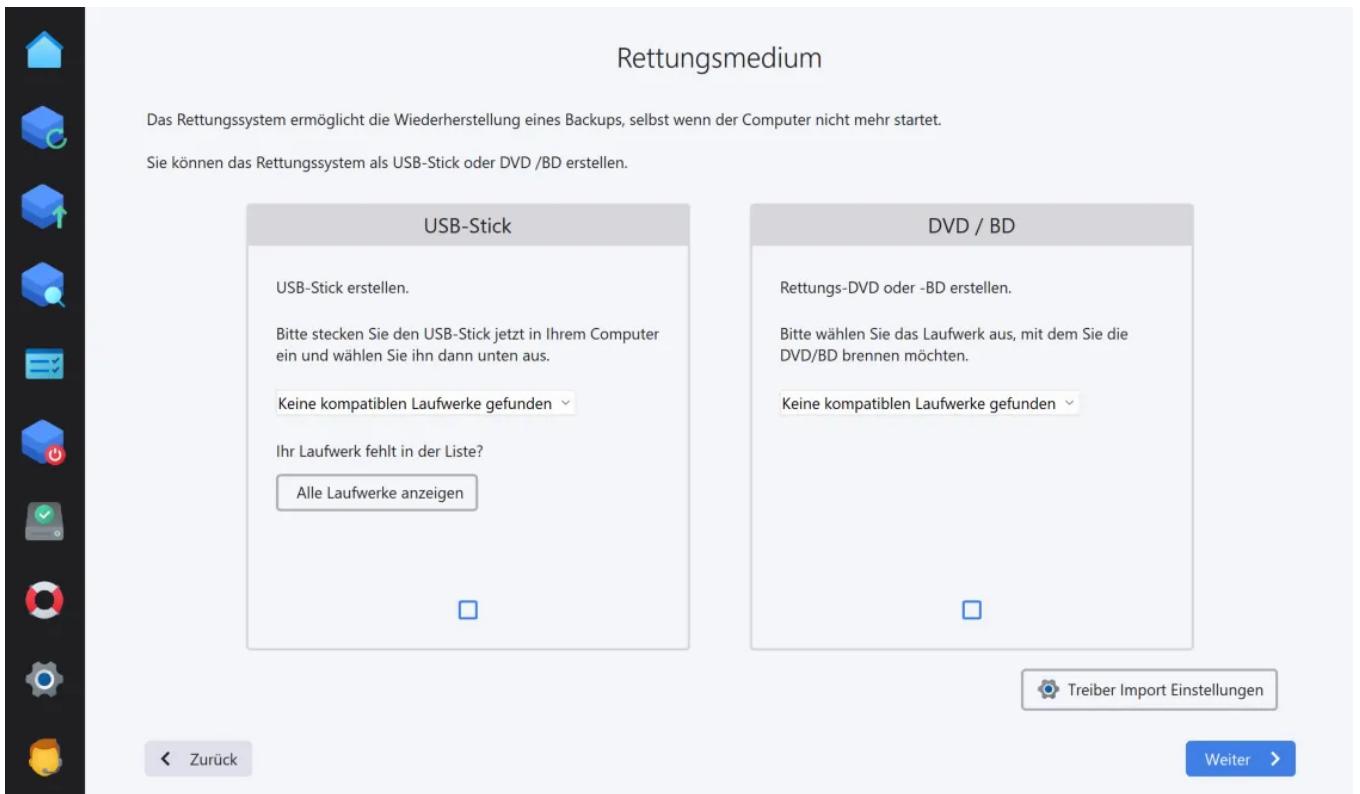 Rettungsmedium
Das Rettungssystem ermöglicht die Wiederherstellung eines Backups, selbst wenn der Computer nicht mehr startet.
Sie können das Rettungssystem als USB-Stick oder DVD /BD erstellen.
USB-Stick
USB-Stick erstellen.
Bitte stecken Sie den USB-Stick jetzt in Ihrem Computer
ein und wählen Sie ihn dann unten aus.
Keine kompatiblen Laufwerke gefunden
Ihr Laufwerk fehlt in der Liste?
Alle Laufwerke anzeigen
DVD / BD
Rettungs-DVD oder -BD erstellen.
Bitte wählen Sie das Laufwerk aus, mit dem Sie die
DVD/BD brennen möchten.
Keine kompatiblen Laufwerke gefunden
Treiber Import Einstellungen
Zurück
Weiter